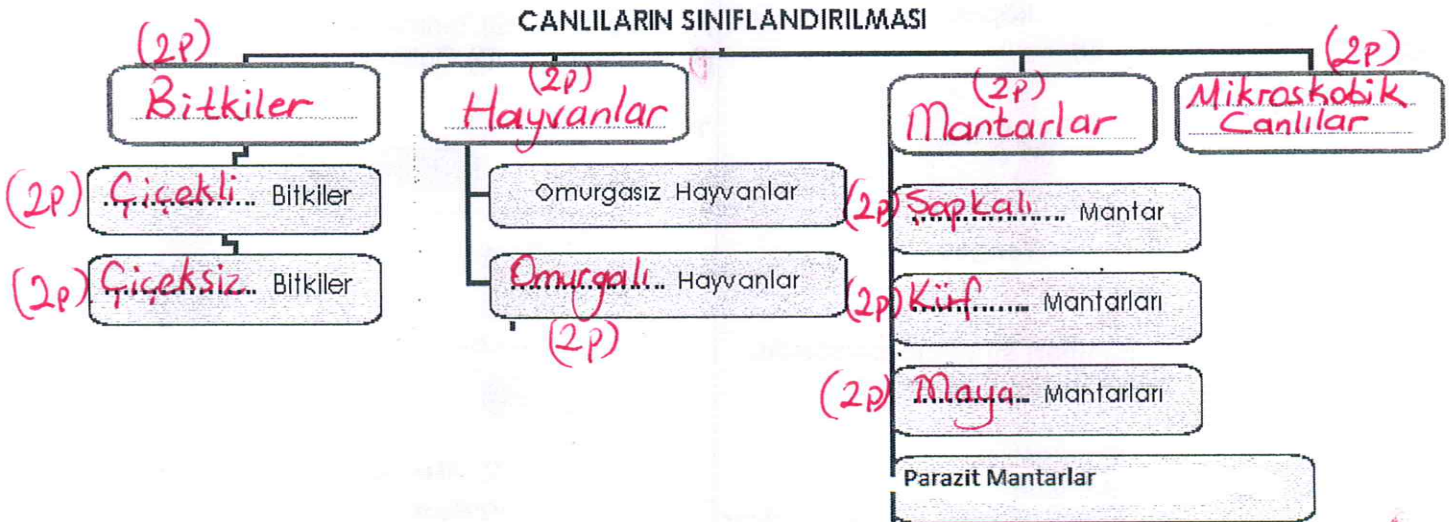 CANLILARIN SINIFLANDIRILMASI
(2p)
Bitkiler
(2p)
Hayvanlar
(2p)
Mantarlar
(2p)
Mikroskobik
Canlılar
(2p) Çiçekli Bitkiler
(2p) Çiçeksiz Bitkiler
Omurgasız Hayvanlar
Omurgalı Hayvanlar
(2p)
(2p) Şapkalı Mantar
(2p) Küf Mantarları
(2p) Maya Mantarları
Parazit Mantarlar